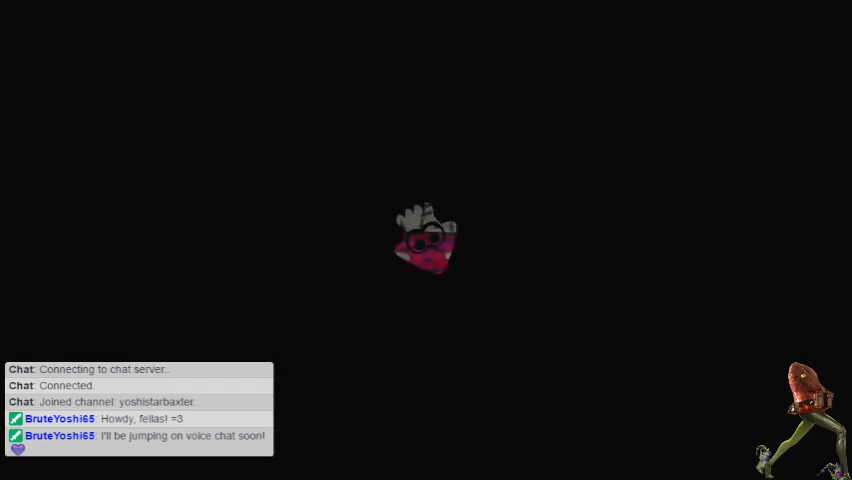 Chat: Connecting to chat server..
Chat: Connected.
Chat: Joined channel: yoshistarbaxter.
BruteYoshi65: Howdy, fellas! =3
BruteYoshi65: I'll be jumping on voice chat soon!